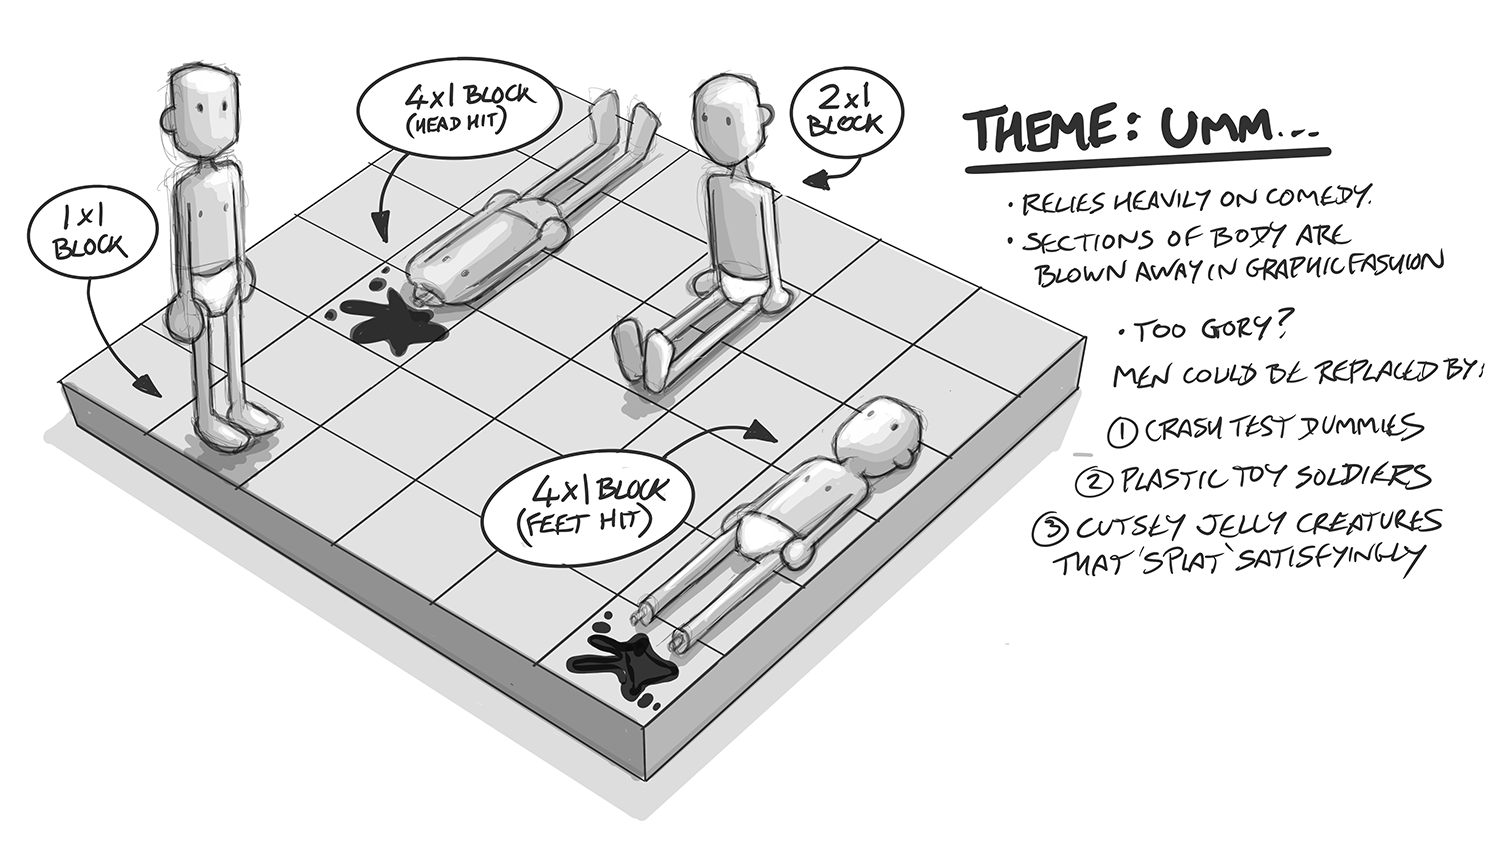 4x1 BLOCK
(HEAD HIT)
2x1
BLOCK
1x1
BLOCK
4x1 BLOCK
(FEET HIT)
THEME: UMM...
• RELIES HEAVILY ON COMEDY.
• SECTIONS OF BODY ARE
BLOWN AWAY IN GRAPHIC FASHION
• TOO GORY?
MEN COULD BE REPLACED BY:
① CRASH TEST DUMMIES
② PLASTIC TOY SOLDIERS
③ CUTSEY JELLY CREATURES
THAT 'SPLAT' SATISFYINGLY